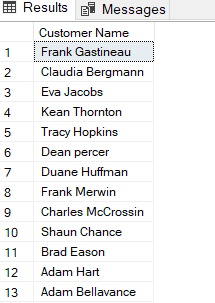 Results Messages
Customer Name
1 Frank Gastineau
2 Claudia Bergmann
3 Eva Jacobs
4 Kean Thornton
5 Tracy Hopkins
6 Dean percer
7 Duane Huffman
8 Frank Merwin
9 Charles McCrossin
10 Shaun Chance
11 Brad Eason
12 Adam Hart
13 Adam Bellavance